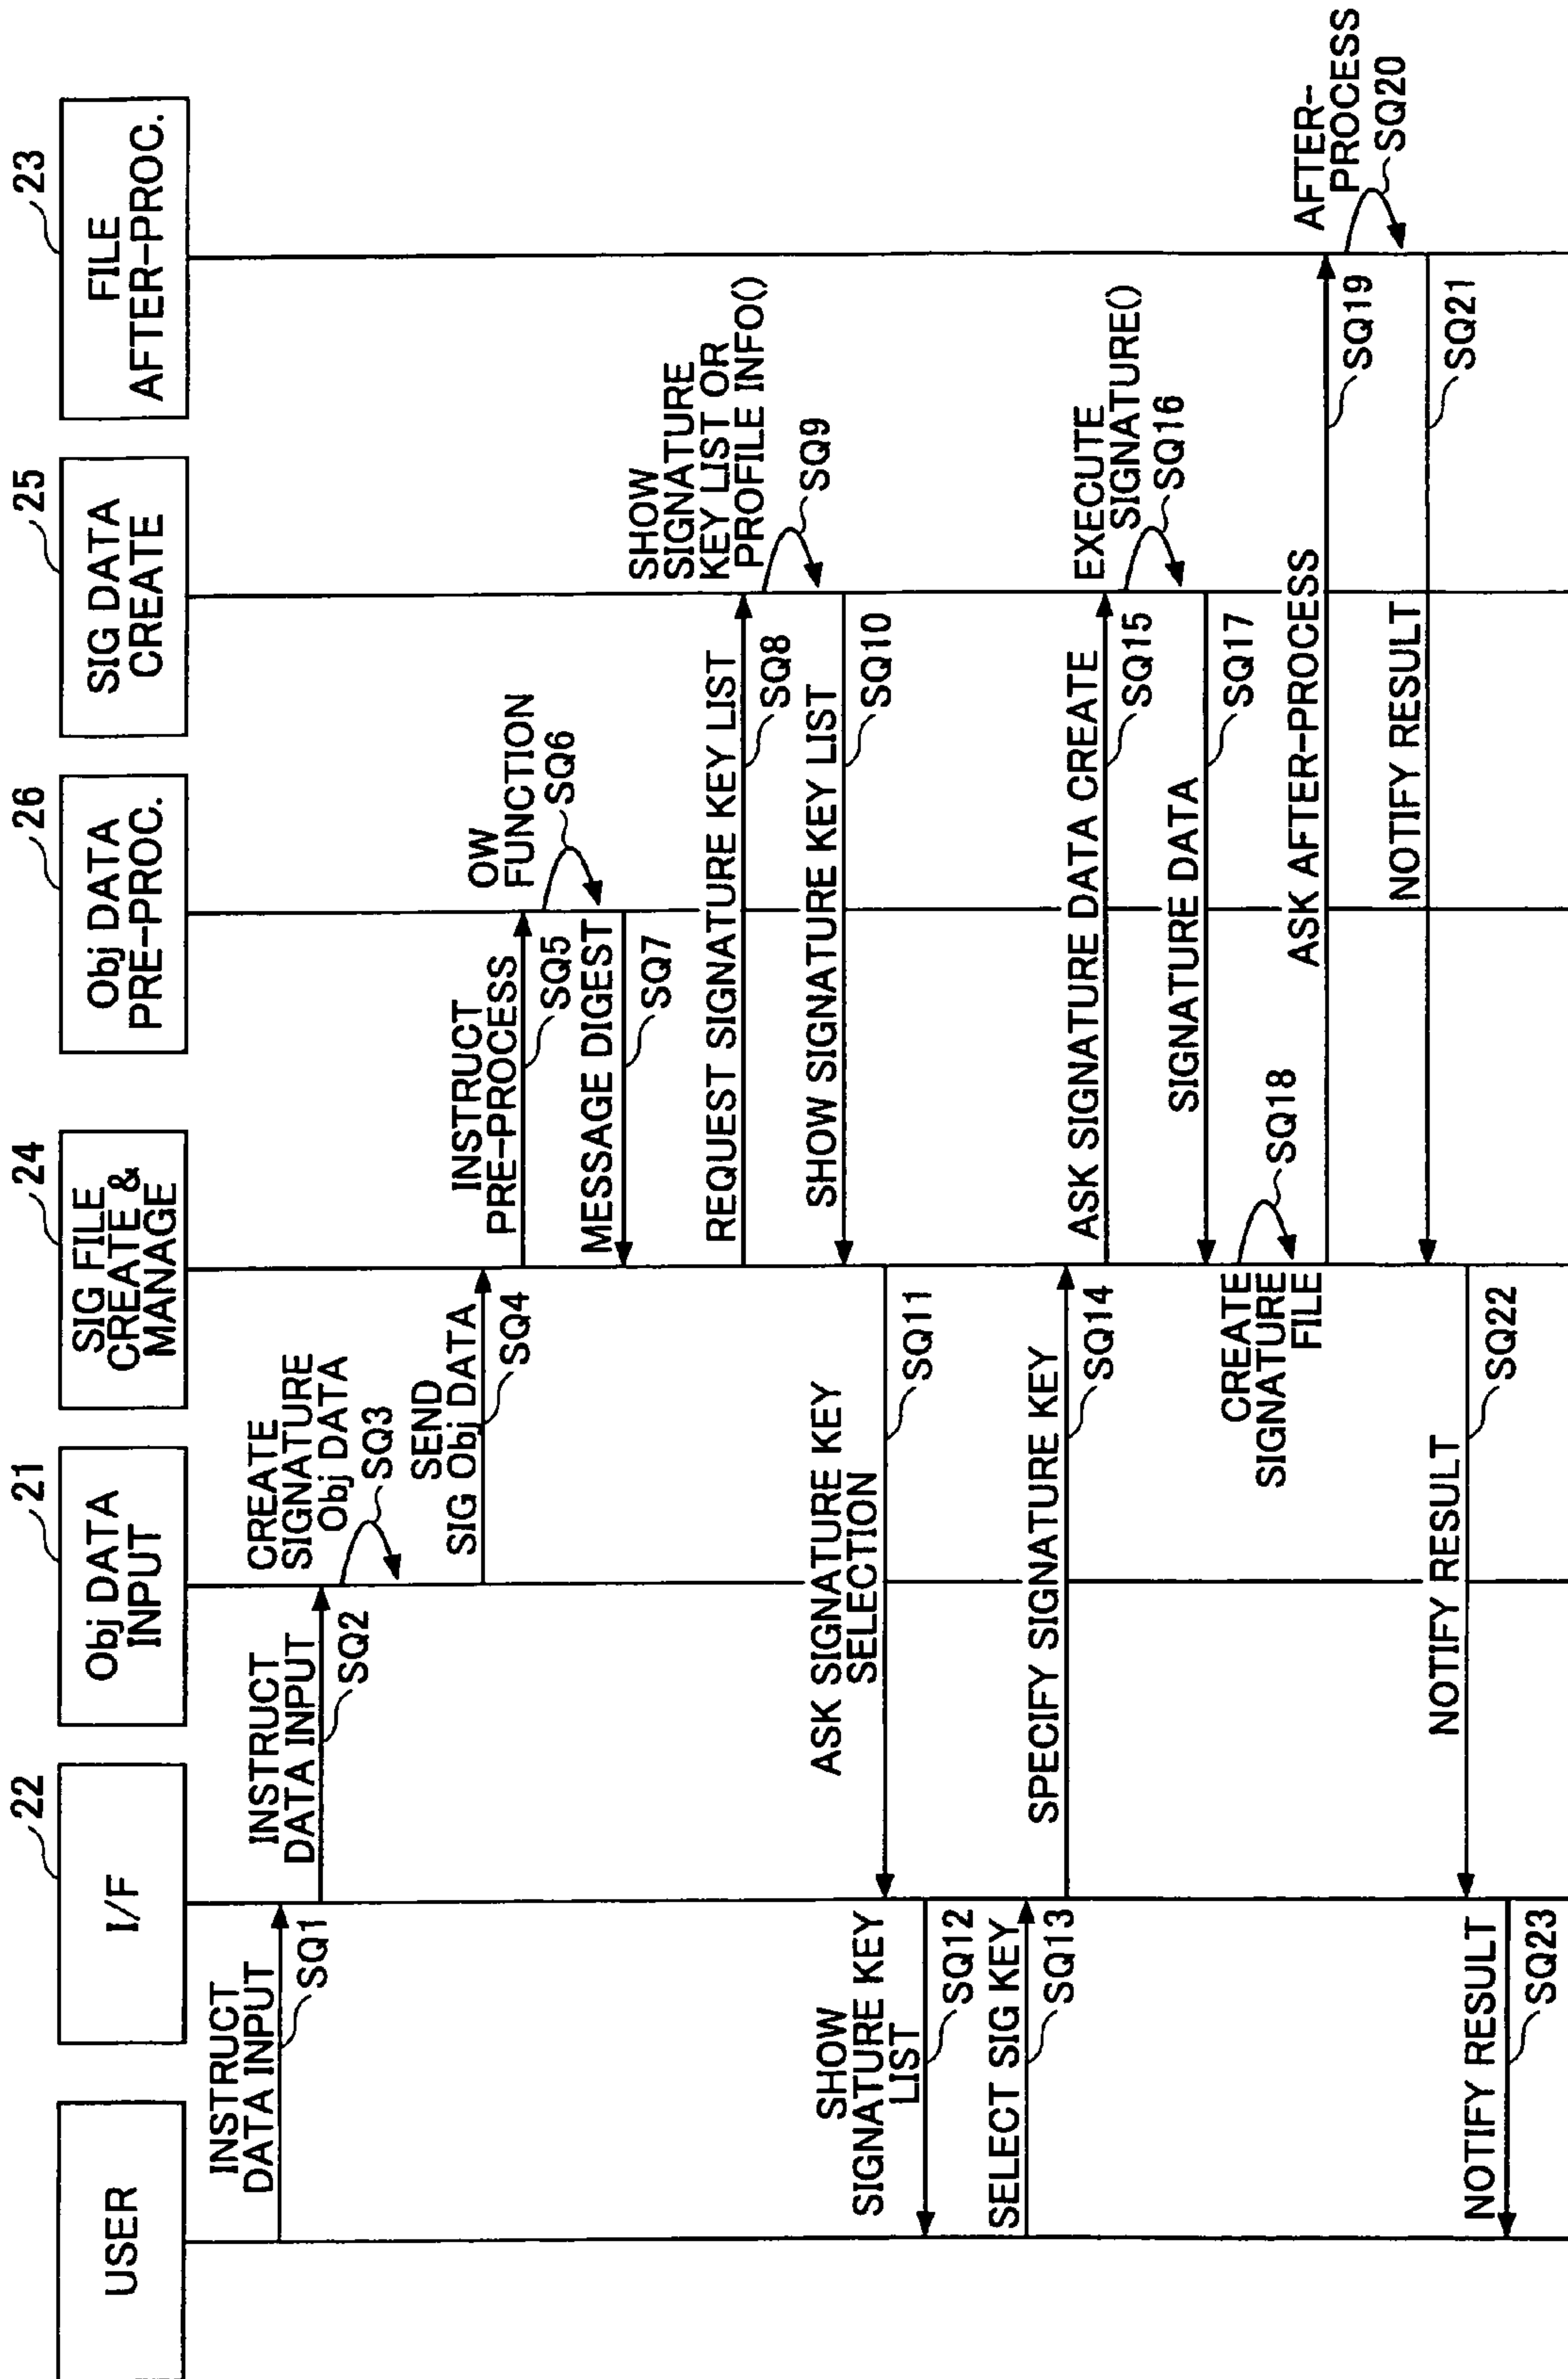 USER
I/F
22
Obj DATA
INPUT
21
SIG FILE
CREATE &
MANAGE
24
Obj DATA
PRE-PROC.
26
SIG DATA
CREATE
25
FILE
AFTER-PROC.
23
INSTRUCT
DATA INPUT
SQ1
INSTRUCT
DATA INPUT
SQ2
CREATE
SIGNATURE
Obj DATA
SQ3
SEND
SIG Obj DATA
SQ4
INSTRUCT
PRE-PROCESS
SQ5
OW
FUNCTION
SQ6
MESSAGE DIGEST
SQ7
REQUEST SIGNATURE KEY LIST
SQ8
SHOW
SIGNATURE
KEY LIST OR
PROFILE INFO()
SQ9
SHOW SIGNATURE KEY LIST
SQ10
ASK SIGNATURE KEY
SELECTION
SQ11
SHOW
SIGNATURE KEY
LIST
SQ12
SELECT SIG KEY
SQ13
SPECIFY SIGNATURE KEY
SQ14
ASK SIGNATURE DATA CREATE
SQ15
EXECUTE
SIGNATURE()
SQ16
SIGNATURE DATA
SQ17
CREATE
SIGNATURE
FILE
SQ18
ASK AFTER-PROCESS
SQ19
AFTER-
PROCESS
SQ20
NOTIFY RESULT
SQ21
NOTIFY RESULT
SQ22
NOTIFY RESULT
SQ23